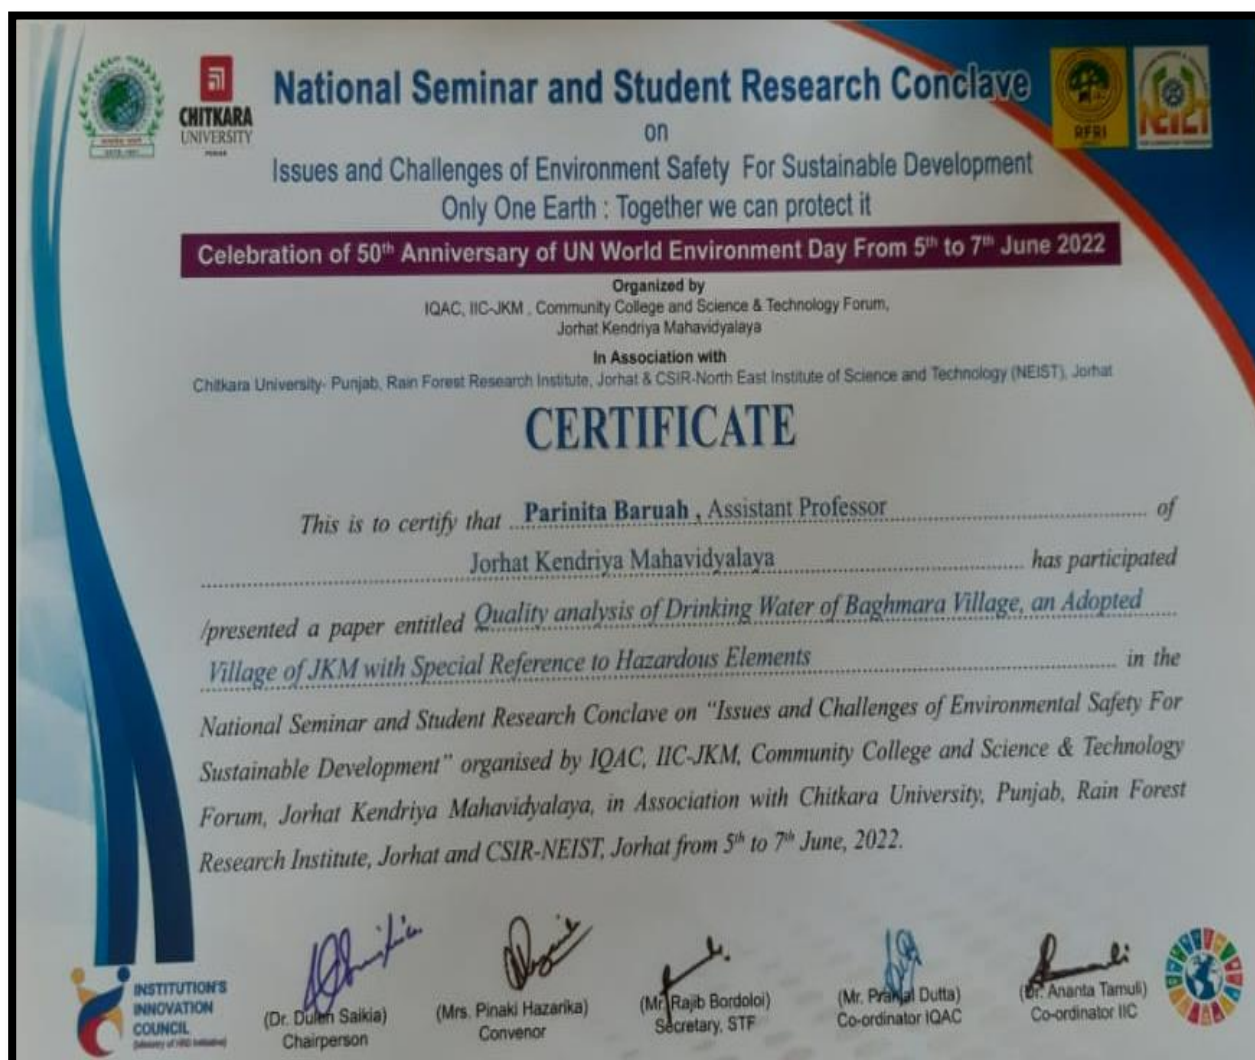 CHITKARA
UNIVERSITY
PUNJAB
National Seminar and Student Research Conclave
on
Issues and Challenges of Environment Safety For Sustainable Development
Only One Earth : Together we can protect it
RFRI
NEIST
Celebration of 50th Anniversary of UN World Environment Day From 5th to 7th June 2022
Organized by
IQAC, IIC-JKM , Community College and Science & Technology Forum,
Jorhat Kendriya Mahavidyalaya
In Association with
Chitkara University- Punjab, Rain Forest Research Institute, Jorhat & CSIR-North East Institute of Science and Technology (NEIST), Jorhat
CERTIFICATE
This is to certify that Parinita Baruah , Assistant Professor of
Jorhat Kendriya Mahavidyalaya has participated
/presented a paper entitled Quality analysis of Drinking Water of Baghmara Village, an Adopted
Village of JKM with Special Reference to Hazardous Elements in the
National Seminar and Student Research Conclave on "Issues and Challenges of Environmental Safety For
Sustainable Development" organised by IQAC, IIC-JKM, Community College and Science & Technology
Forum, Jorhat Kendriya Mahavidyalaya, in Association with Chitkara University, Punjab, Rain Forest
Research Institute, Jorhat and CSIR-NEIST, Jorhat from 5th to 7th June, 2022.
INSTITUTION'S
INNOVATION
COUNCIL
(Ministry of HRD Initiative)
(Dr. Dulen Saikia)
Chairperson
(Mrs. Pinaki Hazarika)
Convenor
(Mr. Rajib Bordoloi)
Secretary, STF
(Mr. Pranjal Dutta)
Co-ordinator IQAC
(Dr. Ananta Tamuli)
Co-ordinator IIC